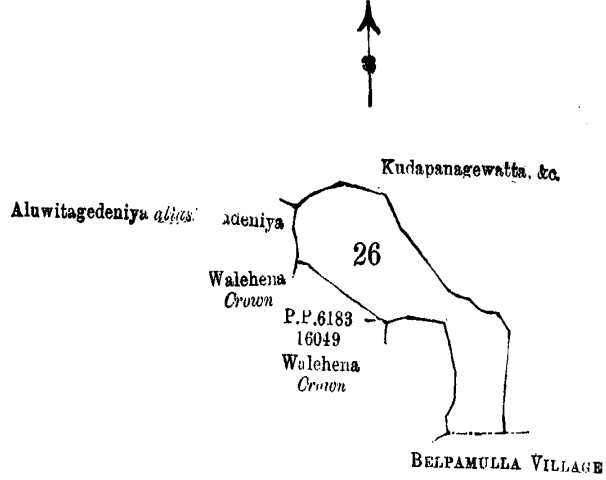 Kudapanagewatta, &c.
Aluwitagedeniya alias
adeniya
26
Walehena
Crown
P.P.6183
16049
Walehena
Crown
BELPAMULLA VILLAGE